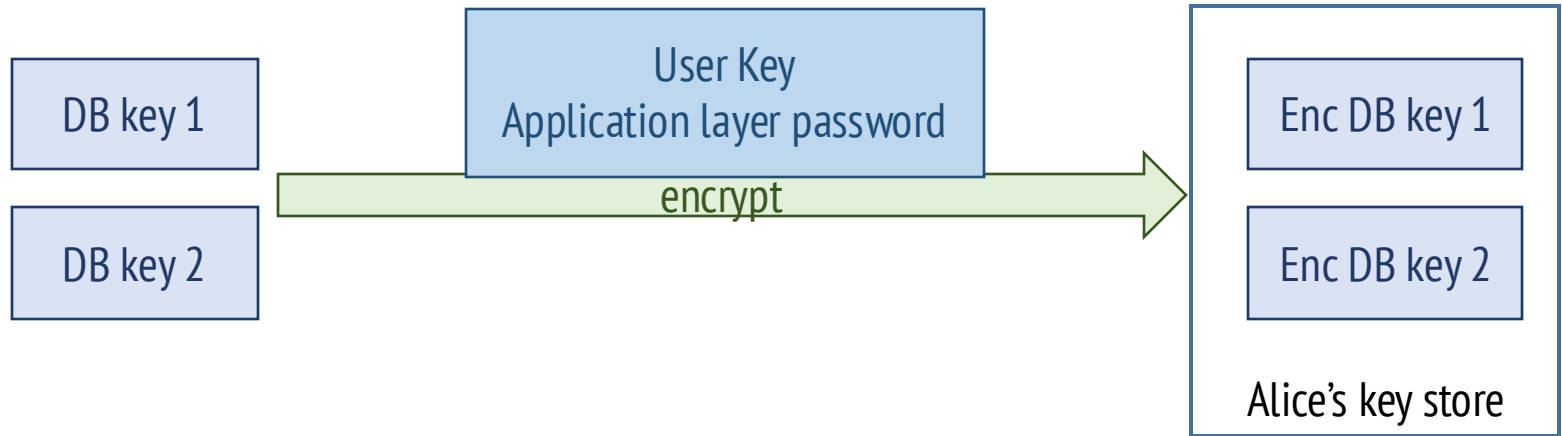 DB key 1
DB key 2
User Key
Application layer password
encrypt
Enc DB key 1
Enc DB key 2
Alice’s key store